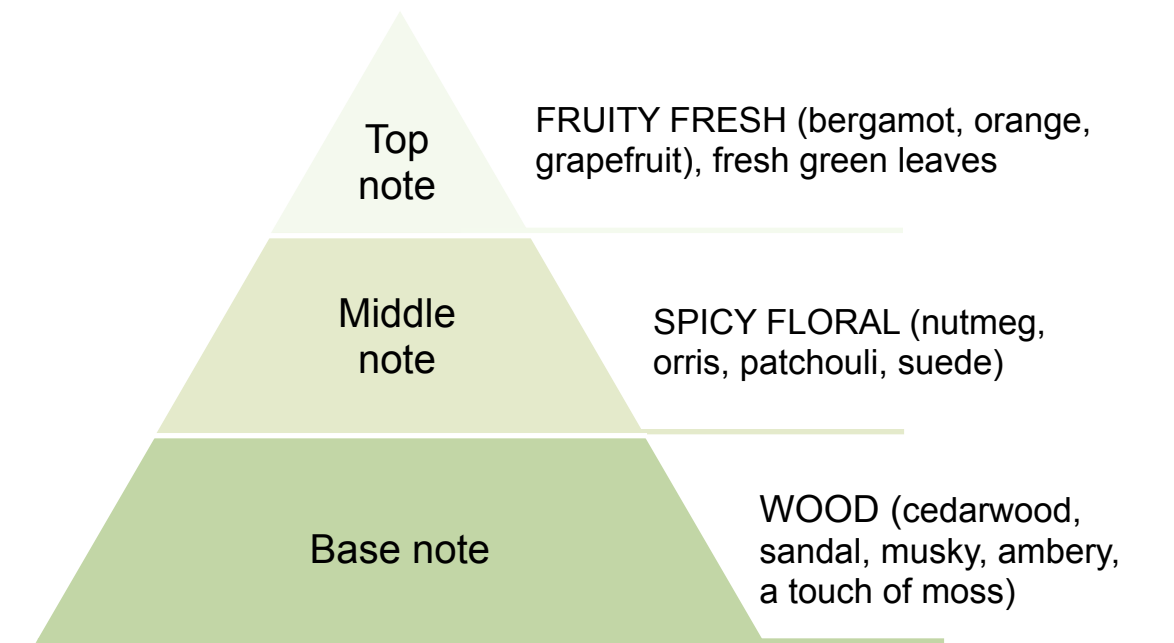 Top
note
FRUITY FRESH (bergamot, orange,
grapefruit), fresh green leaves
Middle
note
SPICY FLORAL (nutmeg,
orris, patchouli, suede)
Base note
WOOD (cedarwood,
sandal, musky, ambery,
a touch of moss)